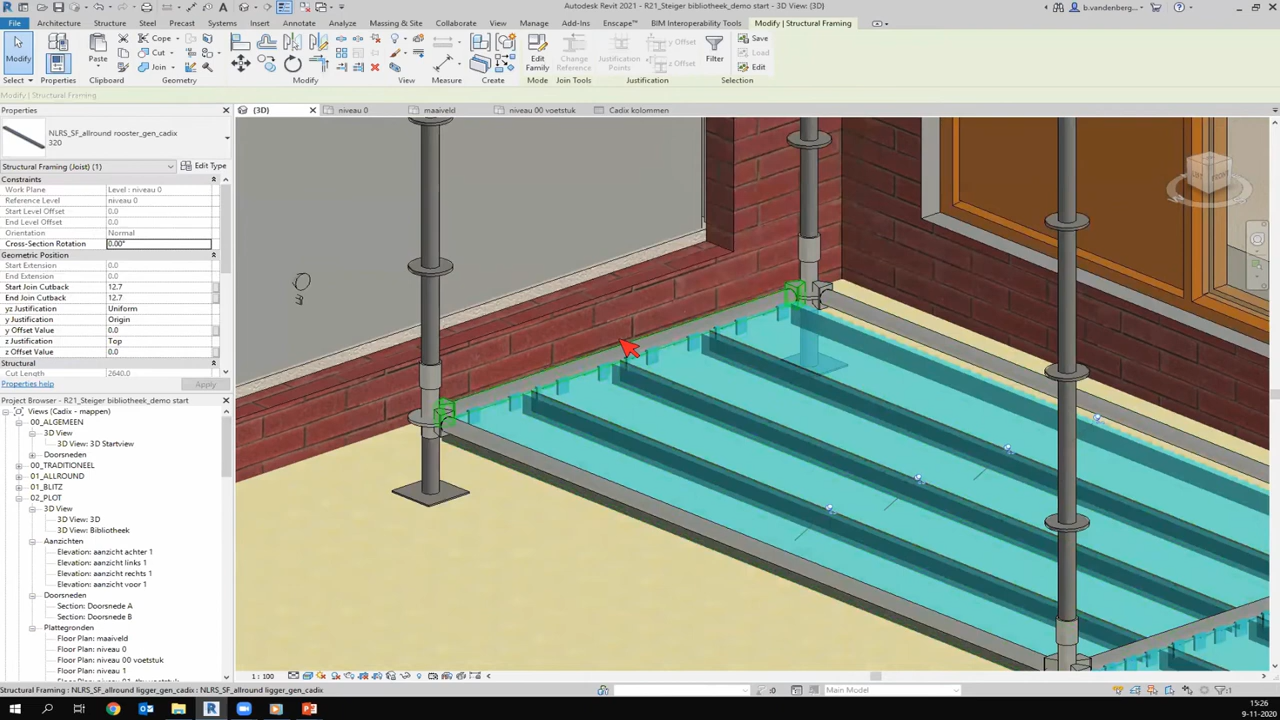 Autodesk Revit 2021 - R21_Steiger bibliotheek_demo start - 3D View: {3D}
b.vandenberg...
File Architecture Structure Steel Precast Systems Insert Annotate Analyze Massing & Site Collaborate View Manage Add-Ins Enscape™ BIM Interoperability Tools Modify | Structural Framing
Modify Paste Cope Cut Join Edit Family Change Reference Justification Points y Offset z Offset Filter Save Load Edit
Select Properties Clipboard Geometry Modify View Measure Create Mode Join Tools Justification Selection
Modify | Structural Framing
Properties
{3D} niveau 0 maaiveld niveau 00 voetstuk Cadix kolommen
NLRS_SF_allround rooster_gen_cadix
320
Structural Framing (Joist) (1) Edit Type
Constraints
Work Plane Level : niveau 0
Reference Level niveau 0
Start Level Offset 0.0
End Level Offset 0.0
Orientation Normal
Cross-Section Rotation 0.00°
Geometric Position
Start Extension 0.0
End Extension 0.0
Start Join Cutback 12.7
End Join Cutback 12.7
yz Justification Uniform
y Justification Origin
y Offset Value 0.0
z Justification Top
z Offset Value 0.0
Structural
Cut Length 2640.0
Properties help Apply
Project Browser - R21_Steiger bibliotheek_demo start
Views (Cadix - mappen)
00_ALGEMEEN
3D View
3D View: 3D Startview
Doorsneden
00_TRADITIONEEL
01_ALLROUND
01_BLITZ
02_PLOT
3D View
3D View: 3D
3D View: Bibliotheek
Aanzichten
Elevation: aanzicht achter 1
Elevation: aanzicht links 1
Elevation: aanzicht rechts 1
Elevation: aanzicht voor 1
Doorsneden
Section: Doorsnede A
Section: Doorsnede B
Plattegronden
Floor Plan: maaiveld
Floor Plan: niveau 0
Floor Plan: niveau 00 voetstuk
Floor Plan: niveau 1
1 : 100
Structural Framing : NLRS_SF_allround ligger_gen_cadix : NLRS_SF_allround ligger_gen_cadix
:0 Main Model :1
15:26
9-11-2020